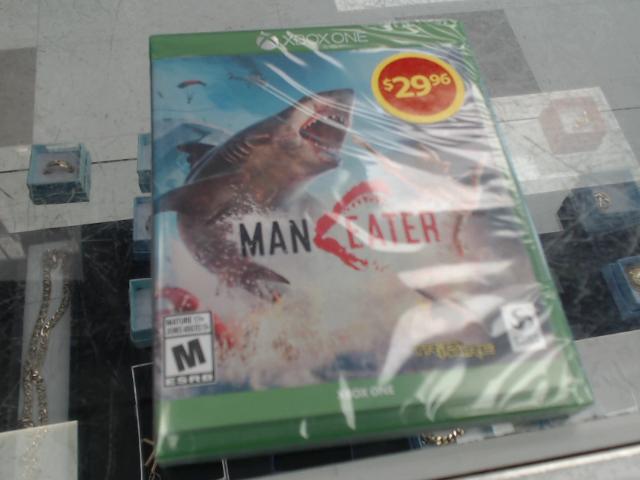 XBOX ONE
$29.96
MAN EATER
MATURE 17+
M
ESRB
XBOX ONE